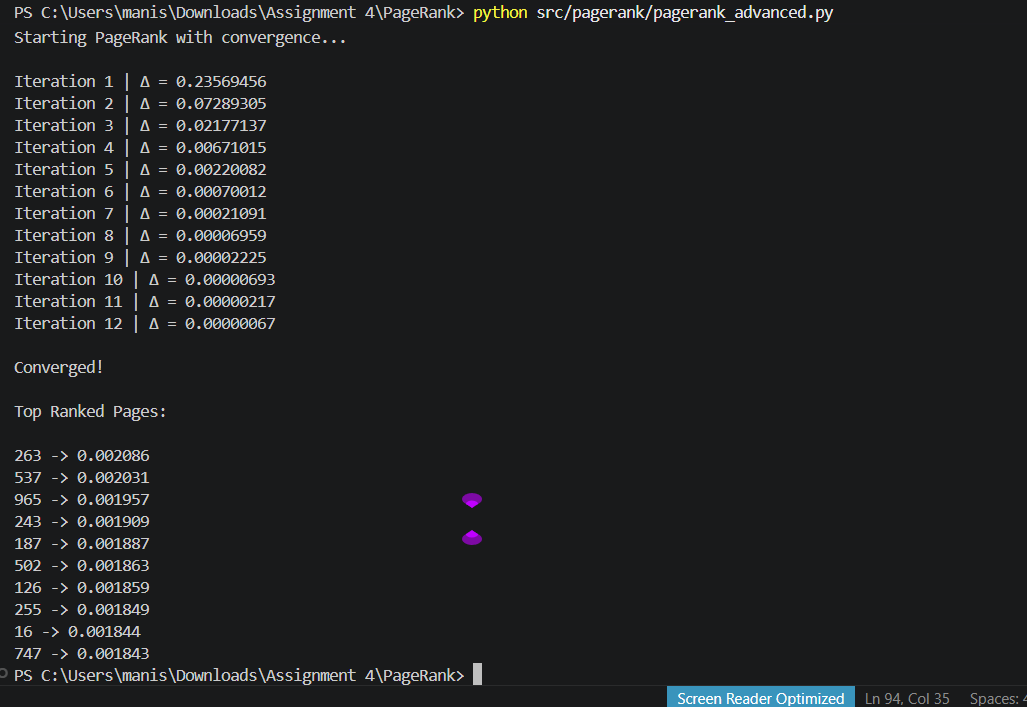 PS C:\Users\manis\Downloads\Assignment 4\PageRank> python src/pagerank/pagerank_advanced.py
Starting PageRank with convergence...
Iteration 1 | Δ = 0.23569456
Iteration 2 | Δ = 0.07289305
Iteration 3 | Δ = 0.02177137
Iteration 4 | Δ = 0.00671015
Iteration 5 | Δ = 0.00220082
Iteration 6 | Δ = 0.00070012
Iteration 7 | Δ = 0.00021091
Iteration 8 | Δ = 0.00006959
Iteration 9 | Δ = 0.00002225
Iteration 10 | Δ = 0.00000693
Iteration 11 | Δ = 0.00000217
Iteration 12 | Δ = 0.00000067
Converged!
Top Ranked Pages:
263 -> 0.002086
537 -> 0.002031
965 -> 0.001957
243 -> 0.001909
187 -> 0.001887
502 -> 0.001863
126 -> 0.001859
255 -> 0.001849
16 -> 0.001844
747 -> 0.001843
PS C:\Users\manis\Downloads\Assignment 4\PageRank>
Screen Reader Optimized Ln 94, Col 35 Spaces: